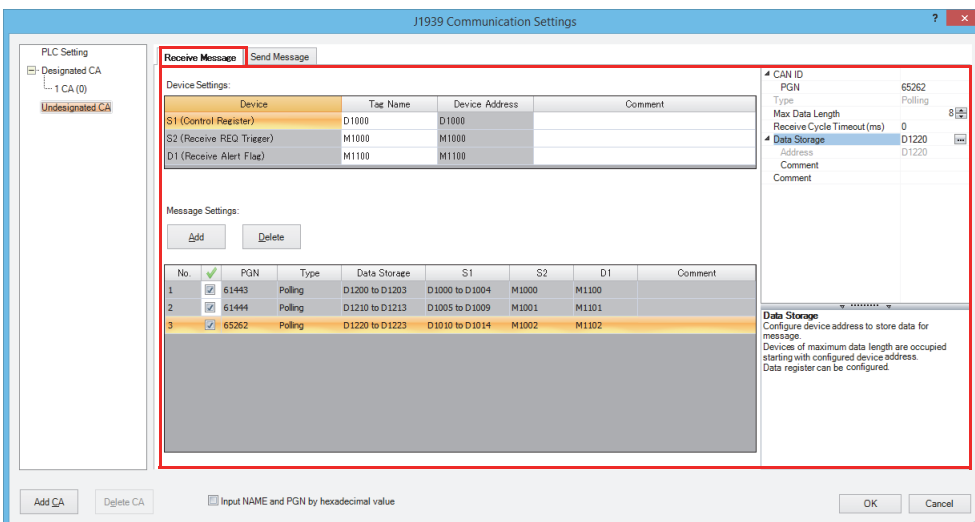 J1939 Communication Settings
?
x
PLC Setting
Designated CA
1 CA (0)
Undesignated CA
Receive Message
Send Message
Device Settings:
Device Tag Name Device Address Comment
S1 (Control Register) D1000 D1000
S2 (Receive REQ Trigger) M1000 M1000
D1 (Receive Alert Flag) M1100 M1100
Message Settings:
Add
Delete
No. PGN Type Data Storage S1 S2 D1 Comment
1 61443 Polling D1200 to D1203 D1000 to D1004 M1000 M1100
2 61444 Polling D1210 to D1213 D1005 to D1009 M1001 M1101
3 65262 Polling D1220 to D1223 D1010 to D1014 M1002 M1102
CAN ID
PGN 65262
Type Polling
Max Data Length 8
Receive Cycle Timeout (ms) 0
Data Storage D1220 ...
Address D1220
Comment
Comment
Data Storage
Configure device address to store data for
message.
Devices of maximum data length are occupied
starting with configured device address.
Data register can be configured.
Add CA
Delete CA
Input NAME and PGN by hexadecimal value
OK
Cancel